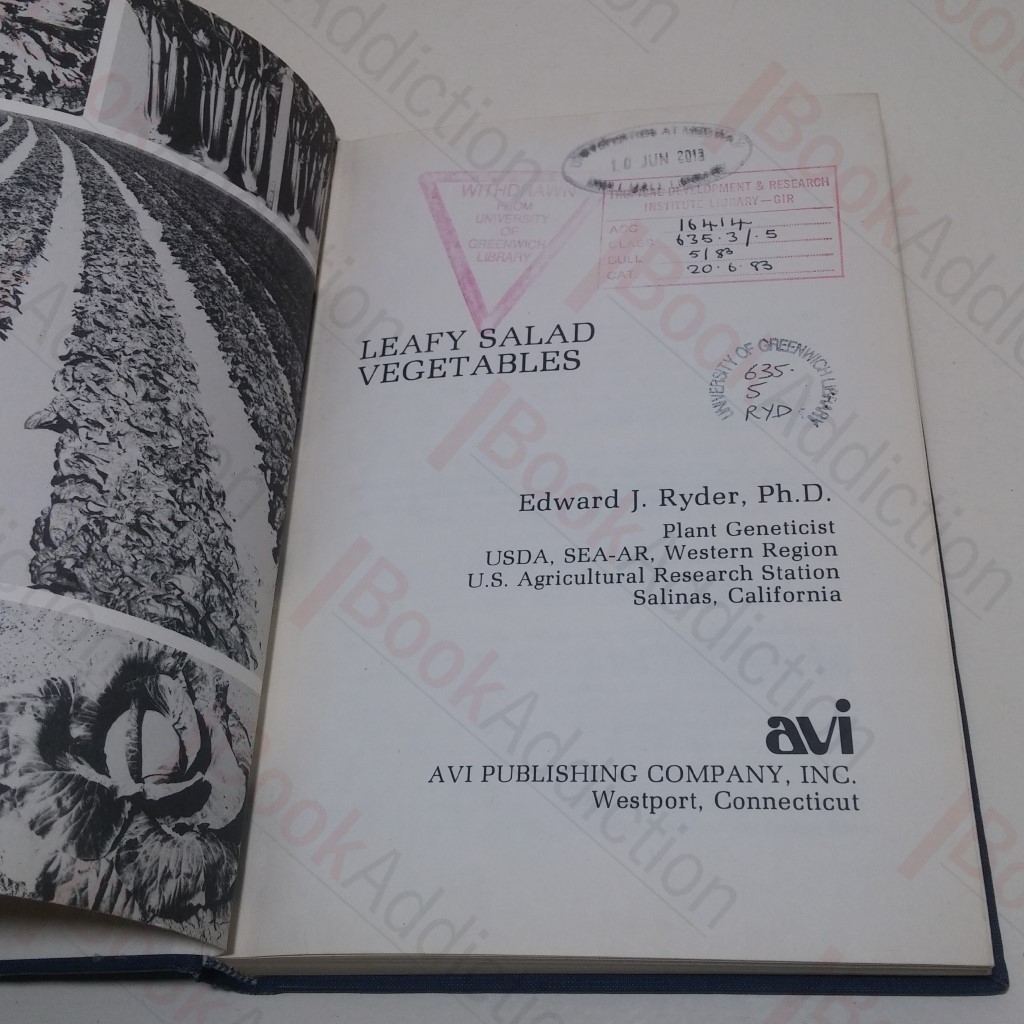 10 JUN 2013
WITHDRAWN
FROM
UNIVERSITY
OF
GREENWICH
LIBRARY
TROPICAL DEVELOPMENT & RESEARCH
INSTITUTE LIBRARY—GIR
ACC 16414
CLASS 635.3/.5
BULL 5/83
CAT. 20.6.83
LEAFY SALAD
VEGETABLES
UNIVERSITY OF GREENWICH LIBRARY
635.
5
RYD
Edward J. Ryder, Ph.D.
Plant Geneticist
USDA, SEA-AR, Western Region
U.S. Agricultural Research Station
Salinas, California
avi
AVI PUBLISHING COMPANY, INC.
Westport, Connecticut
BookAddiction